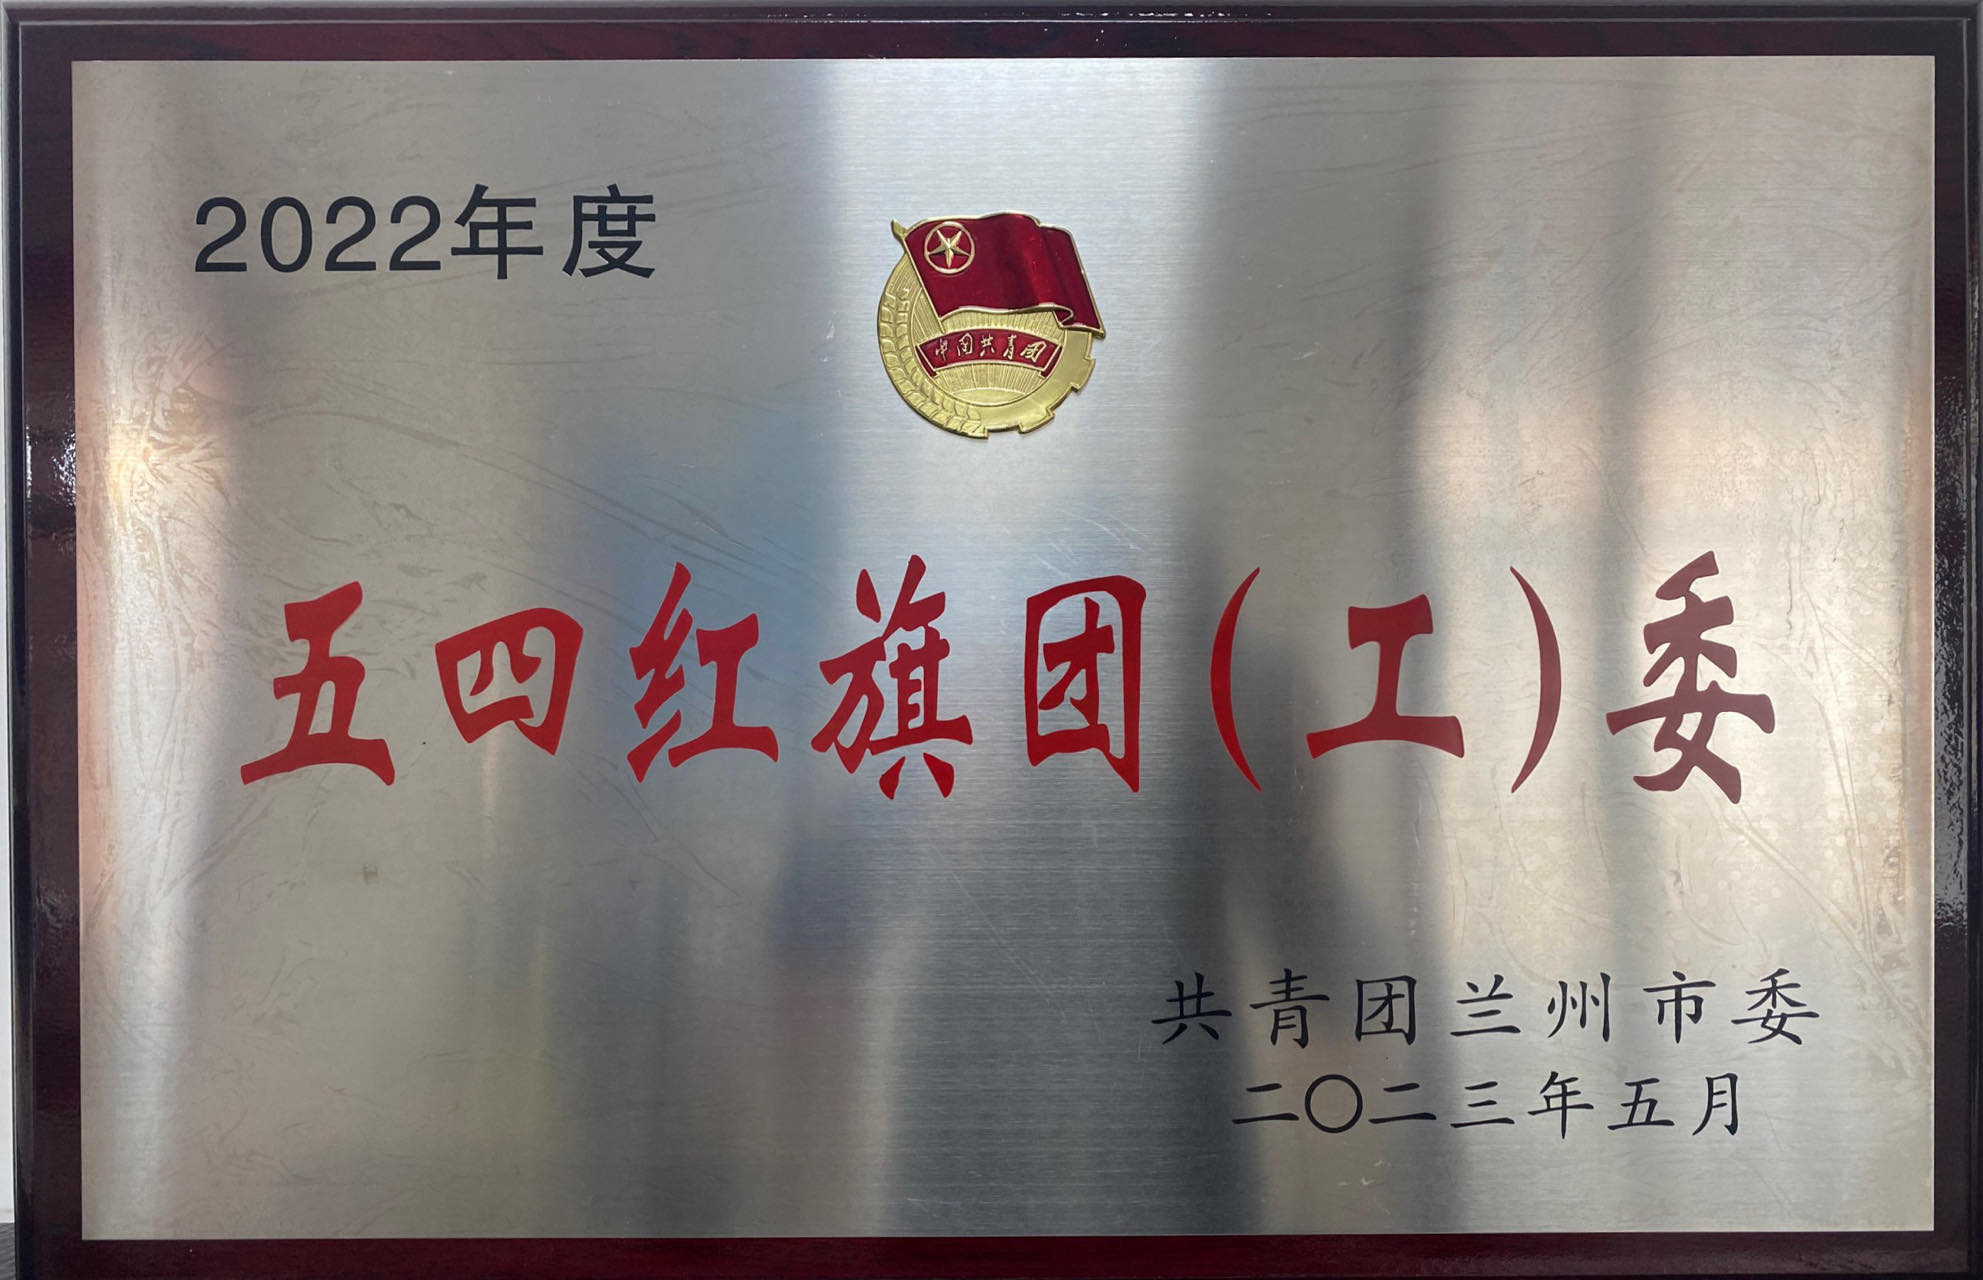 2022年度
中国共青团
五四红旗团(工)委
共青团兰州市委
二〇二三年五月